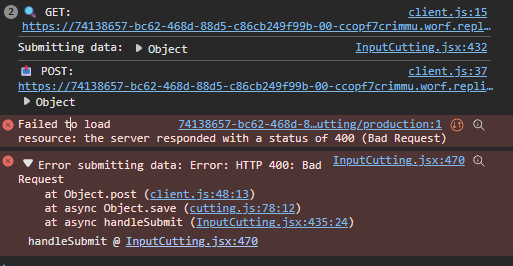 2 GET: client.js:15
https://74138657-bc62-468d-88d5-c86cb249f99b-00-ccopf7crimmu.worf.repl…
Submitting data: ▶ Object InputCutting.jsx:432
POST: client.js:37
https://74138657-bc62-468d-88d5-c86cb249f99b-00-ccopf7crimmu.worf.repli…
▶ Object
Failed to load 74138657-bc62-468d-8…utting/production:1
resource: the server responded with a status of 400 (Bad Request)
▼ Error submitting data: Error: HTTP 400: Bad InputCutting.jsx:470
Request
at Object.post (client.js:48:13)
at async Object.save (cutting.js:78:12)
at async handleSubmit (InputCutting.jsx:435:24)
handleSubmit @ InputCutting.jsx:470